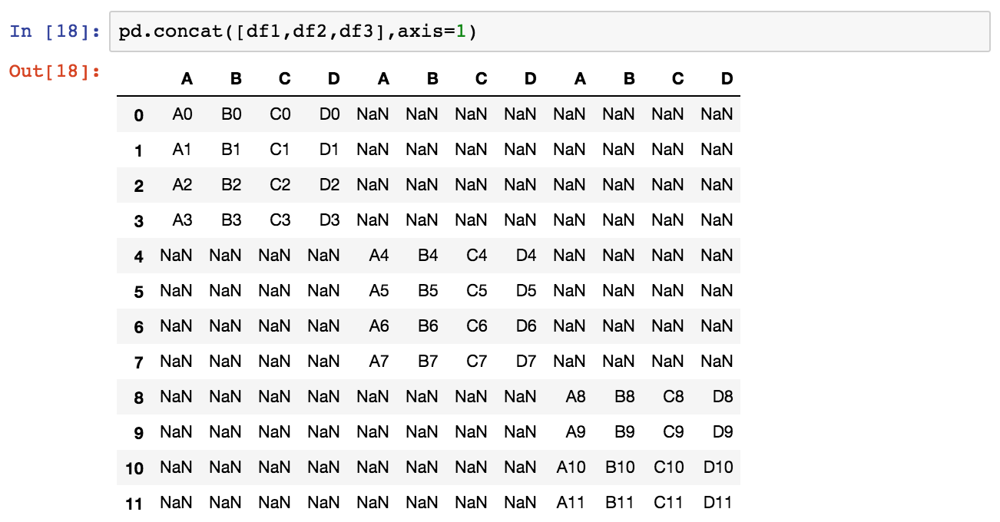 In [18]: pd.concat([df1,df2,df3],axis=1)
Out[18]:
A B C D A B C D A B C D
0 A0 B0 C0 D0 NaN NaN NaN NaN NaN NaN NaN NaN
1 A1 B1 C1 D1 NaN NaN NaN NaN NaN NaN NaN NaN
2 A2 B2 C2 D2 NaN NaN NaN NaN NaN NaN NaN NaN
3 A3 B3 C3 D3 NaN NaN NaN NaN NaN NaN NaN NaN
4 NaN NaN NaN NaN A4 B4 C4 D4 NaN NaN NaN NaN
5 NaN NaN NaN NaN A5 B5 C5 D5 NaN NaN NaN NaN
6 NaN NaN NaN NaN A6 B6 C6 D6 NaN NaN NaN NaN
7 NaN NaN NaN NaN A7 B7 C7 D7 NaN NaN NaN NaN
8 NaN NaN NaN NaN NaN NaN NaN NaN A8 B8 C8 D8
9 NaN NaN NaN NaN NaN NaN NaN NaN A9 B9 C9 D9
10 NaN NaN NaN NaN NaN NaN NaN NaN A10 B10 C10 D10
11 NaN NaN NaN NaN NaN NaN NaN NaN A11 B11 C11 D11